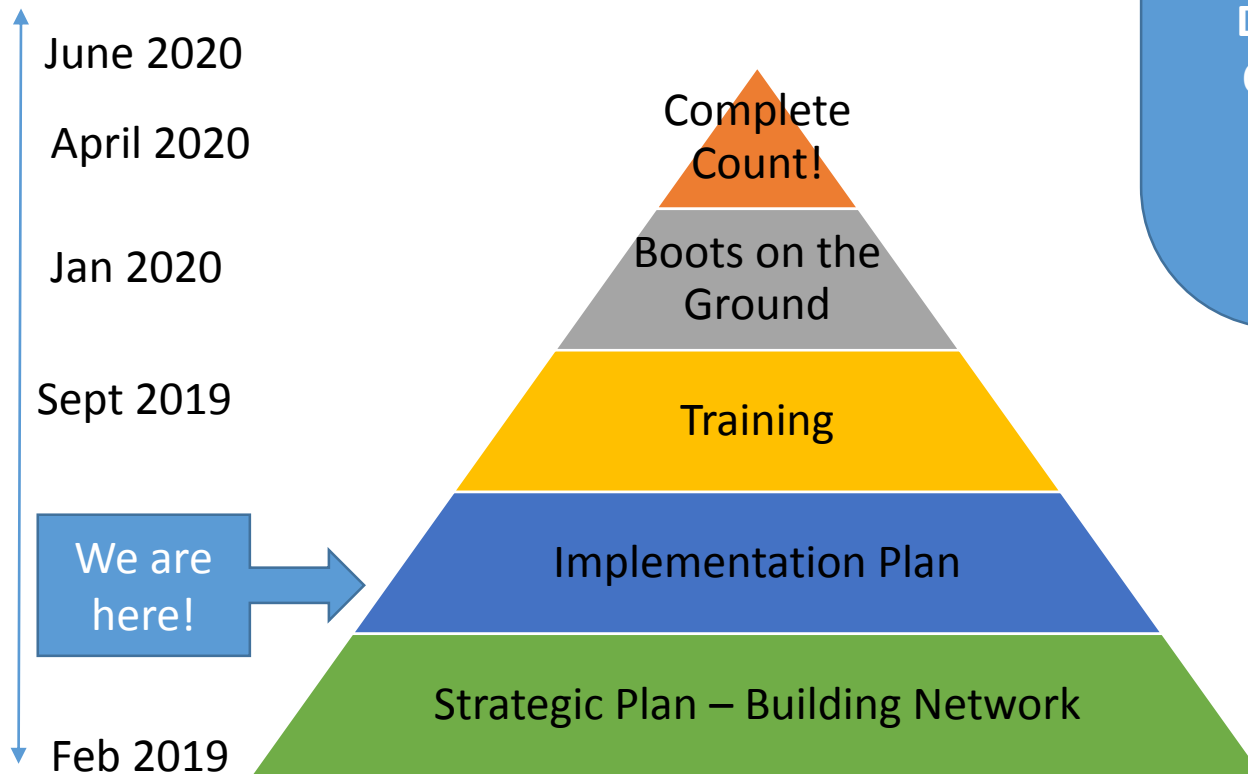 June 2020
April 2020
Jan 2020
Sept 2019
We are
here!
Feb 2019
Complete
Count!
Boots on the
Ground
Training
Implementation Plan
Strategic Plan – Building Network